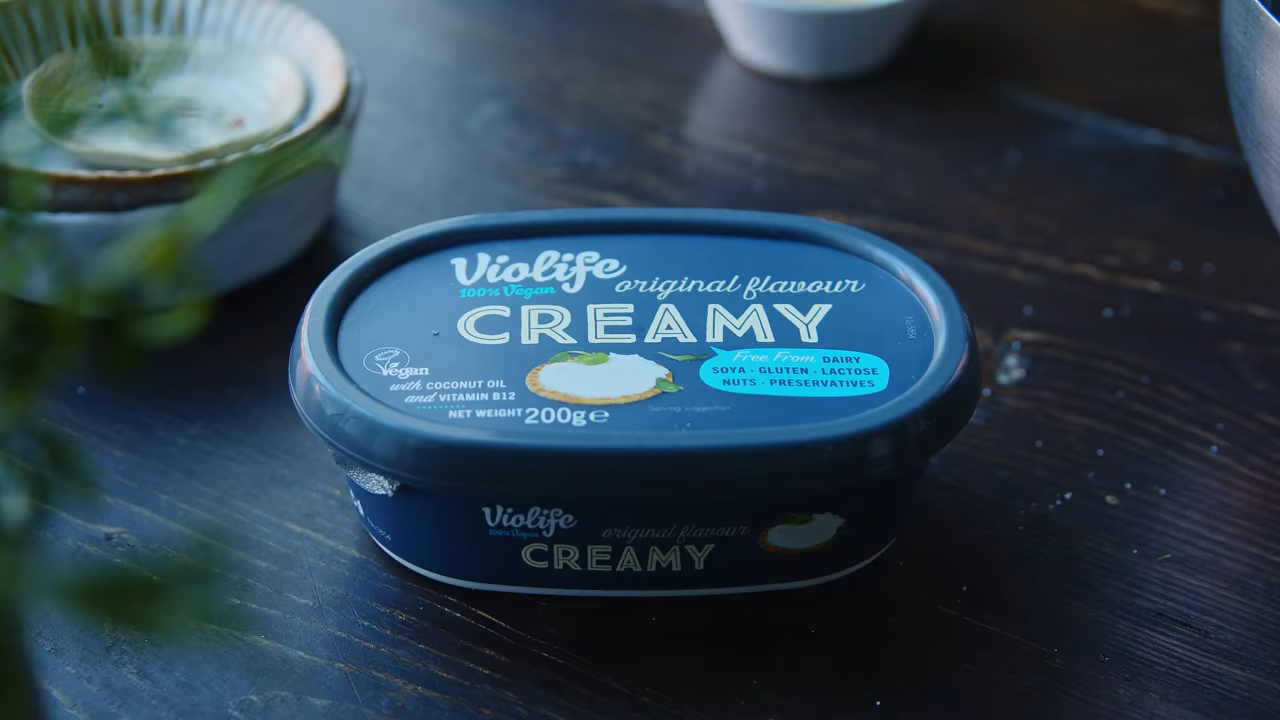 Violife
100% Vegan
original flavour
CREAMY
Free From DAIRY
SOYA · GLUTEN · LACTOSE
NUTS · PRESERVATIVES
Vegan
with COCONUT OIL
and VITAMIN B12
NET WEIGHT 200g e
Serving suggestion
Violife
100% Vegan
original flavour
CREAMY